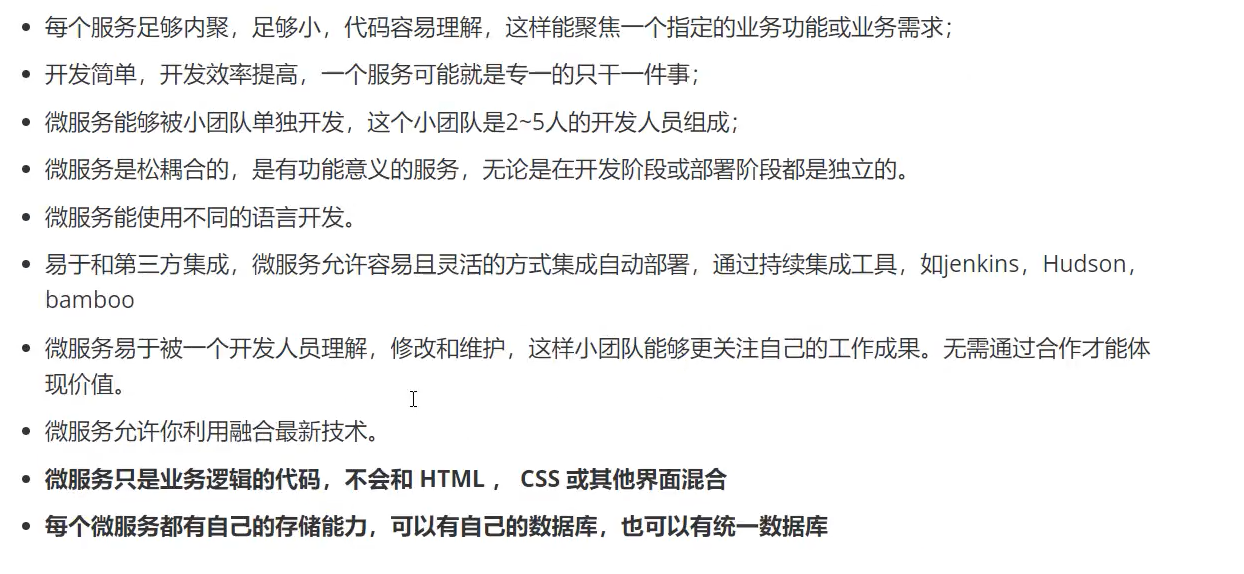 每个服务足够内聚，足够小，代码容易理解，这样能聚焦一个指定的业务功能或业务需求；
开发简单，开发效率提高，一个服务可能就是专一的只干一件事；
微服务能够被小团队单独开发，这个小团队是2~5人的开发人员组成；
微服务是松耦合的，是有功能意义的服务，无论是在开发阶段或部署阶段都是独立的。
微服务能使用不同的语言开发。
易于和第三方集成，微服务允许容易且灵活的方式集成自动部署，通过持续集成工具，如jenkins，Hudson，
bamboo
微服务易于被一个开发人员理解，修改和维护，这样小团队能够更关注自己的工作成果。无需通过合作才能体
现价值。
微服务允许你利用融合最新技术。
微服务只是业务逻辑的代码，不会和 HTML ， CSS 或其他界面混合
每个微服务都有自己的存储能力，可以有自己的数据库，也可以有统一数据库